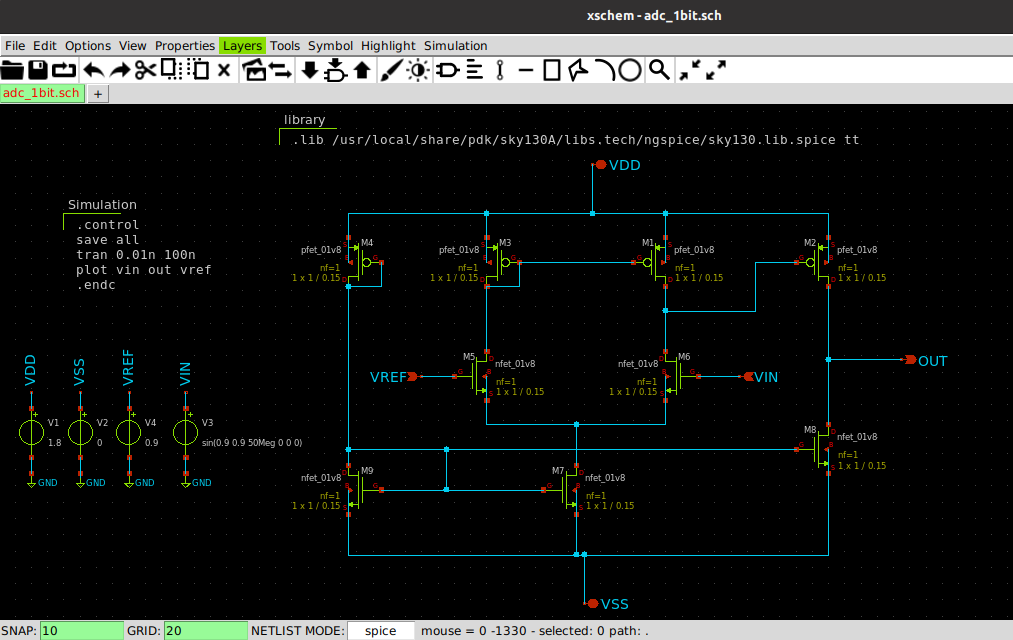 xschem - adc_1bit.sch
File Edit Options View Properties Layers Tools Symbol Highlight Simulation
adc_1bit.sch +
library
.lib /usr/local/share/pdk/sky130A/libs.tech/ngspice/sky130.lib.spice tt
VDD
Simulation
.control
save all
tran 0.01n 100n
plot vin out vref
.endc
pfet_01v8 M4
nf=1
1 x 1 / 0.15
pfet_01v8 M3
nf=1
1 x 1 / 0.15
M1 pfet_01v8
nf=1
1 x 1 / 0.15
M2 pfet_01v8
nf=1
1 x 1 / 0.15
VREF
M5 nfet_01v8
nf=1
1 x 1 / 0.15
nfet_01v8 M6
nf=1
1 x 1 / 0.15
VIN
OUT
VDD
V1
1.8
GND
VSS
V2
0
GND
VREF
V4
0.9
GND
VIN
V3
sin(0.9 0.9 50Meg 0 0 0)
GND
M8 nfet_01v8
nf=1
1 x 1 / 0.15
nfet_01v8 M9
nf=1
1 x 1 / 0.15
M7 nfet_01v8
nf=1
1 x 1 / 0.15
VSS
SNAP: 10 GRID: 20 NETLIST MODE: spice mouse = 0 -1330 - selected: 0 path: .